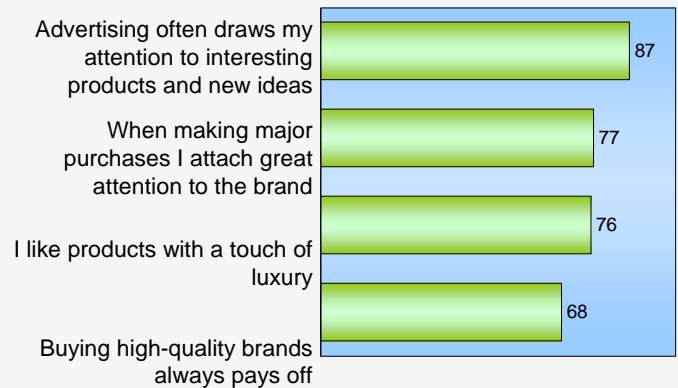 Advertising often draws my
attention to interesting
products and new ideas
87
When making major
purchases I attach great
attention to the brand
77
I like products with a touch of
luxury
76
Buying high-quality brands
always pays off
68